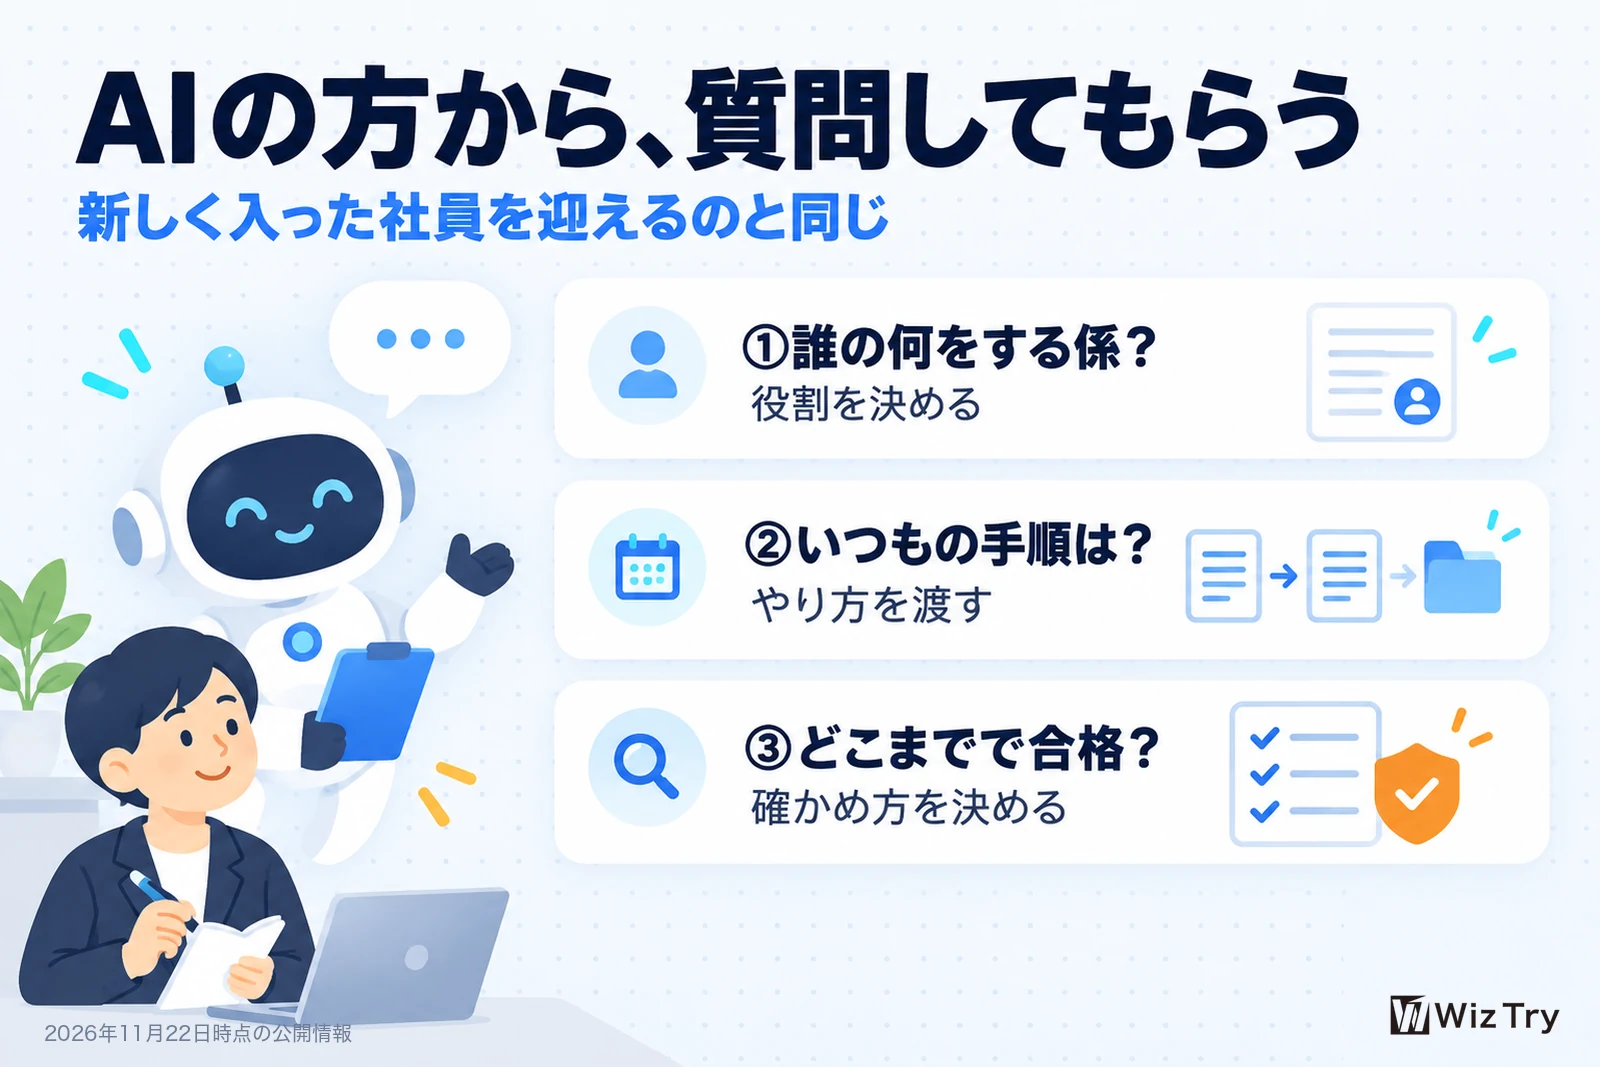 AIの方から、質問してもらう
新しく入った社員を迎えるのと同じ
①誰の何をする係？
役割を決める
②いつもの手順は？
やり方を渡す
③どこまでで合格？
確かめ方を決める
2026年11月22日時点の公開情報
Wiz Try